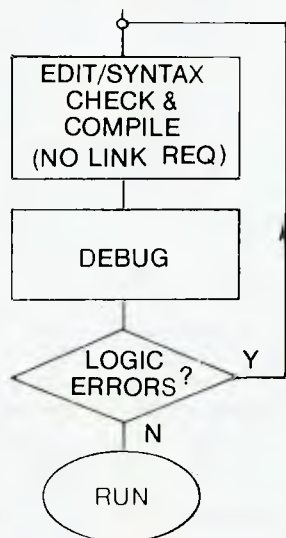 EDIT/SYNTAX
CHECK &
COMPILE
(NO LINK REQ)
DEBUG
LOGIC
ERRORS?
Y
N
RUN